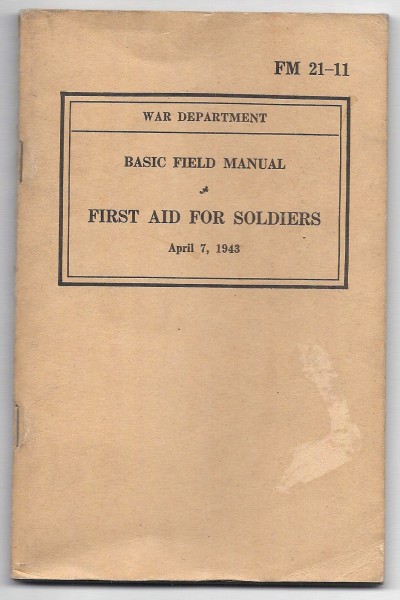 FM 21-11
WAR DEPARTMENT
BASIC FIELD MANUAL
FIRST AID FOR SOLDIERS
April 7, 1943